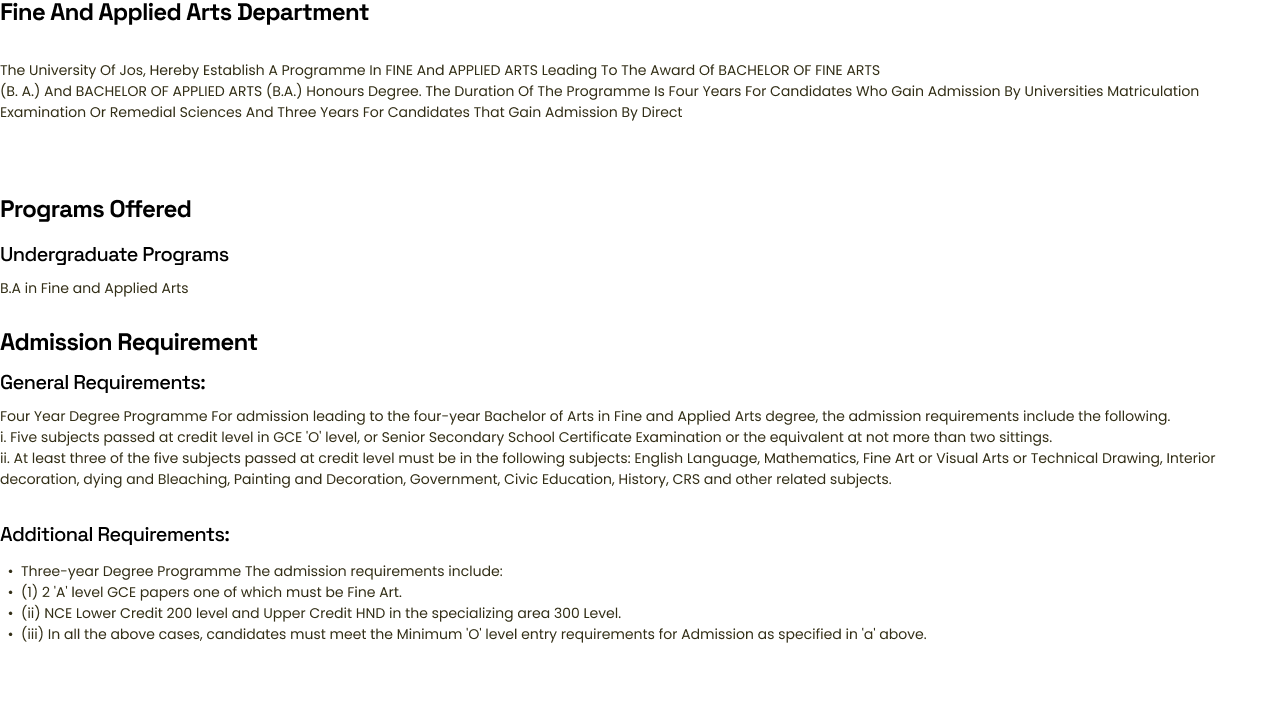 Fine And Applied Arts Department
The University Of Jos, Hereby Establish A Programme In FINE And APPLIED ARTS Leading To The Award Of BACHELOR OF FINE ARTS
(B. A.) And BACHELOR OF APPLIED ARTS (B.A.) Honours Degree. The Duration Of The Programme Is Four Years For Candidates Who Gain Admission By Universities Matriculation
Examination Or Remedial Sciences And Three Years For Candidates That Gain Admission By Direct
Programs Offered
Undergraduate Programs
B.A in Fine and Applied Arts
Admission Requirement
General Requirements:
Four Year Degree Programme For admission leading to the four-year Bachelor of Arts in Fine and Applied Arts degree, the admission requirements include the following.
i. Five subjects passed at credit level in GCE 'O' level, or Senior Secondary School Certificate Examination or the equivalent at not more than two sittings.
ii. At least three of the five subjects passed at credit level must be in the following subjects: English Language, Mathematics, Fine Art or Visual Arts or Technical Drawing, Interior
decoration, dying and Bleaching, Painting and Decoration, Government, Civic Education, History, CRS and other related subjects.
Additional Requirements:
• Three-year Degree Programme The admission requirements include:
• (1) 2 'A' level GCE papers one of which must be Fine Art.
• (ii) NCE Lower Credit 200 level and Upper Credit HND in the specializing area 300 Level.
• (iii) In all the above cases, candidates must meet the Minimum 'O' level entry requirements for Admission as specified in 'a' above.